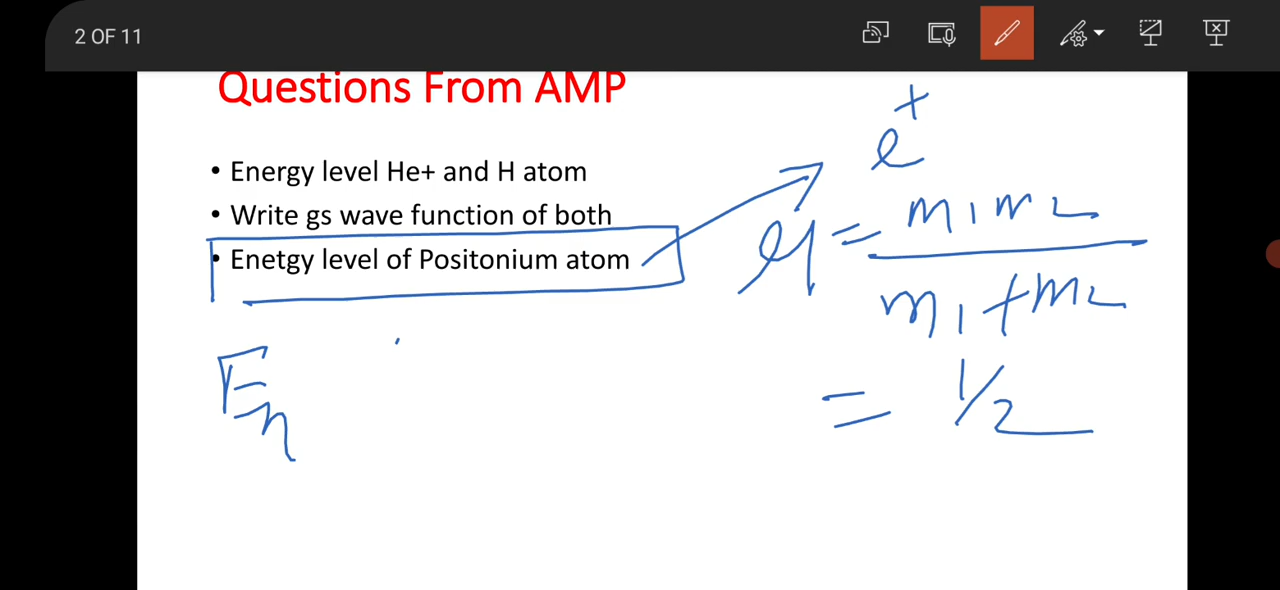 2 OF 11
Questions From AMP
• Energy level He+ and H atom
• Write gs wave function of both
• Enetgy level of Positonium atom
e+
= m1m2
m1+m2
= 1/2
En